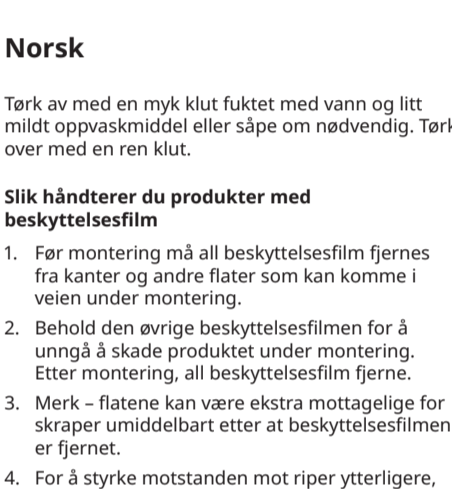 Norsk
Tørk av med en myk klut fuktet med vann og litt
mildt oppvaskmiddel eller såpe om nødvendig. Tørk
over med en ren klut.
Slik håndterer du produkter med
beskyttelsesfilm
1. Før montering må all beskyttelsesfilm fjernes
fra kanter og andre flater som kan komme i
veien under montering.
2. Behold den øvrige beskyttelsesfilmen for å
unngå å skade produktet under montering.
Etter montering, all beskyttelsesfilm fjerne.
3. Merk – flatene kan være ekstra mottagelige for
skraper umiddelbart etter at beskyttelsesfilmen
er fjernet.
4. For å styrke motstanden mot riper ytterligere,